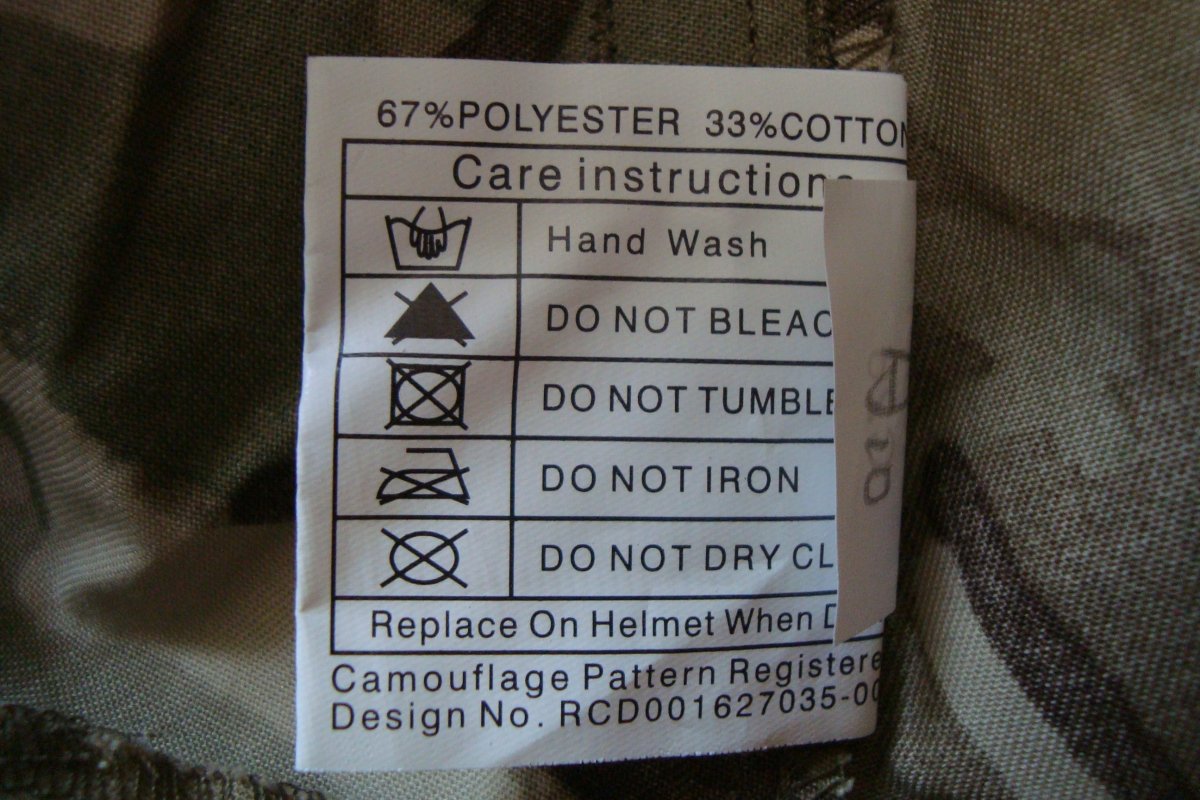 67%POLYESTER 33%COTTON
Care instructions
Hand Wash
DO NOT BLEAC
DO NOT TUMBLE
DO NOT IRON
DO NOT DRY CL
Replace On Helmet When D
Camouflage Pattern Registere
Design No. RCD001627035-00